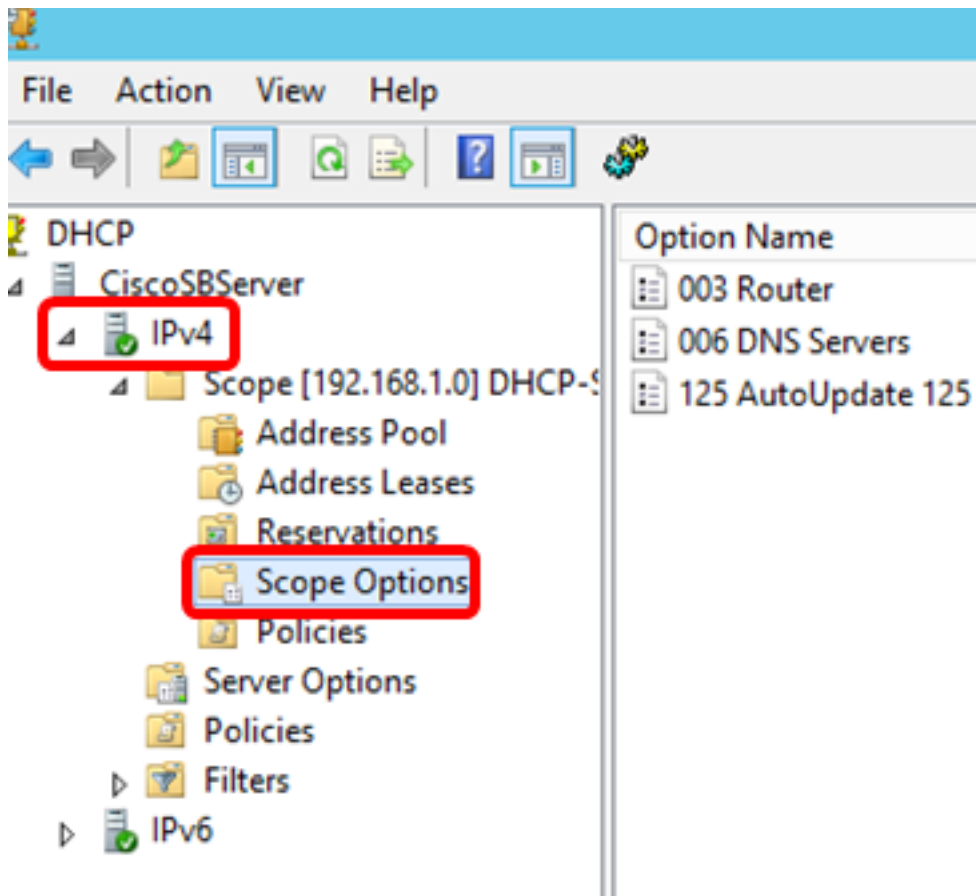 File Action View Help
DHCP
CiscoSBServer
IPv4
Scope [192.168.1.0] DHCP-S
Address Pool
Address Leases
Reservations
Scope Options
Policies
Server Options
Policies
Filters
IPv6
Option Name
003 Router
006 DNS Servers
125 AutoUpdate 125